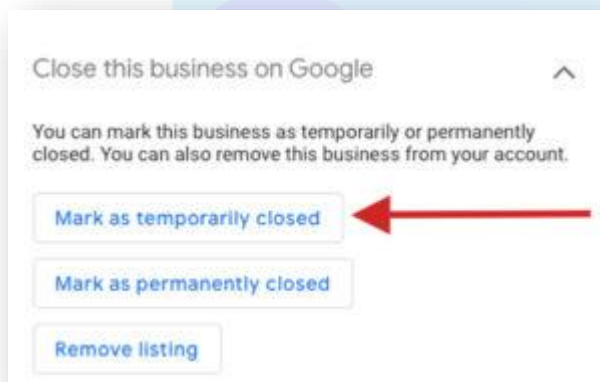 Close this business on Google
You can mark this business as temporarily or permanently
closed. You can also remove this business from your account.
Mark as temporarily closed
Mark as permanently closed
Remove listing